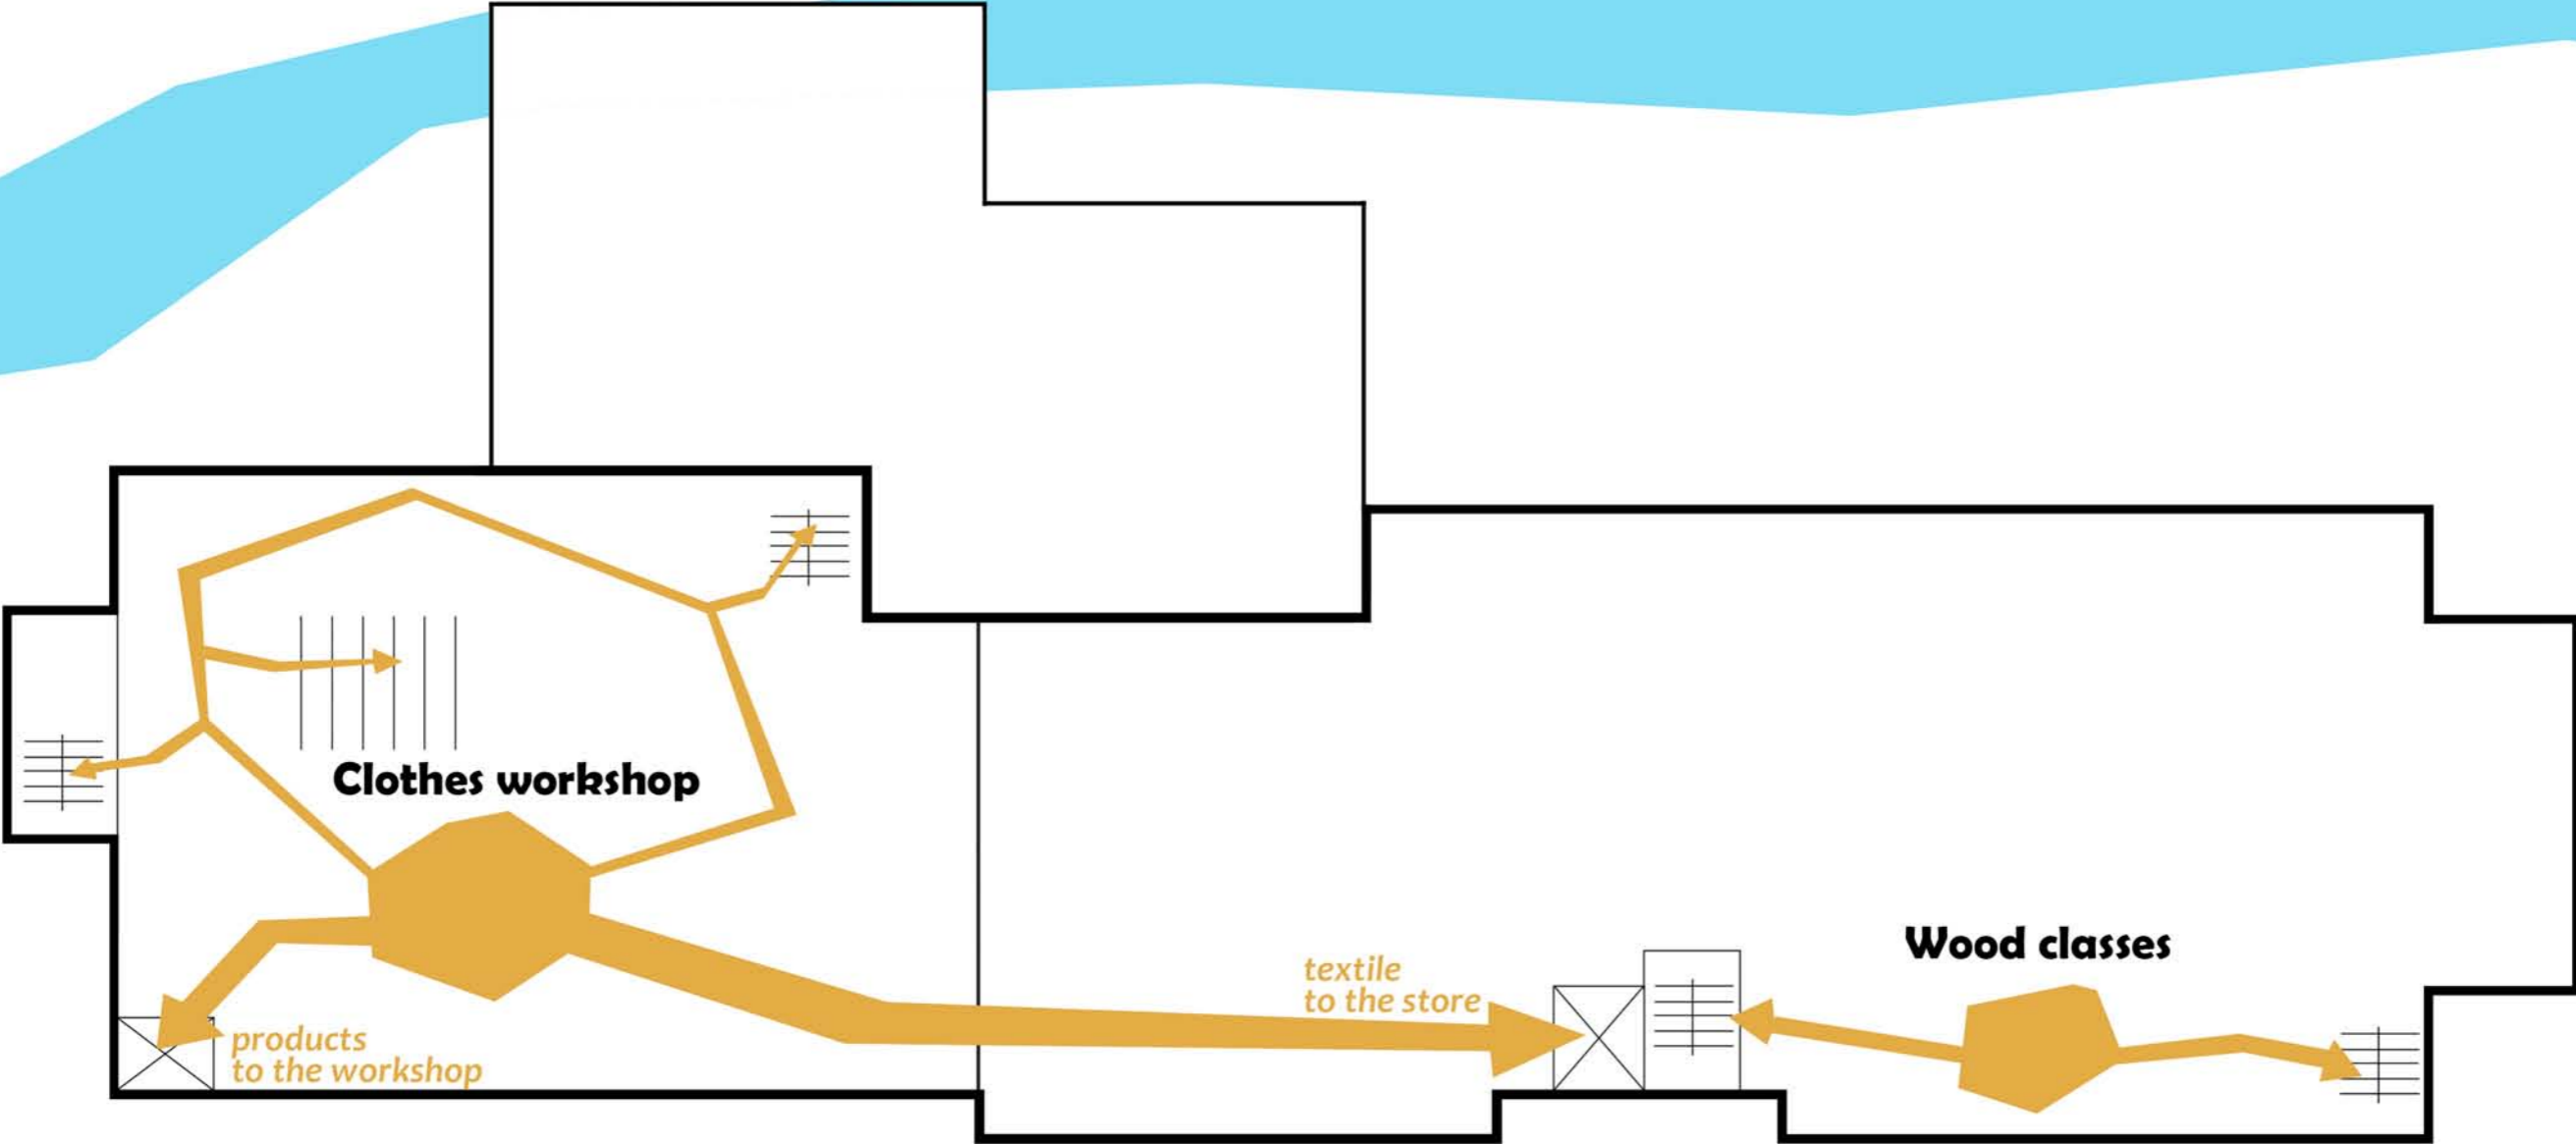 Clothes workshop
Wood classes
textile
to the store
products
to the workshop